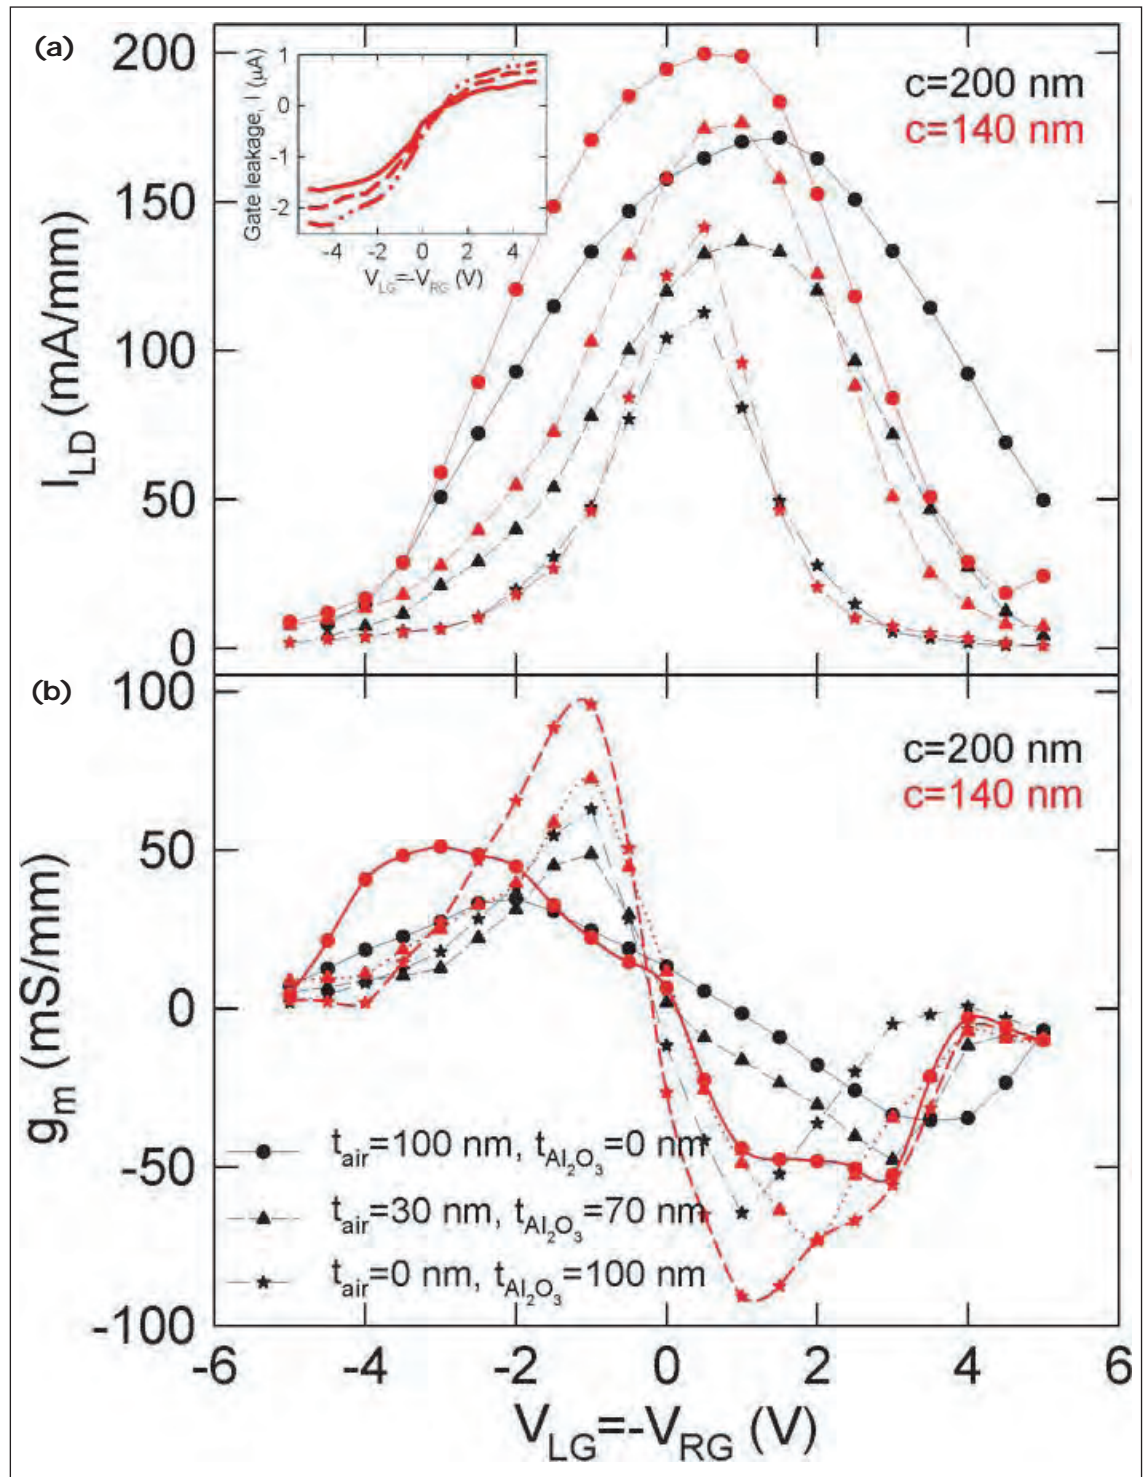 (a)
200
150
100
50
0
I_LD (mA/mm)
c=200 nm
c=140 nm
1
0
-1
-2
Gate leakage, I (μA)
-4 -2 0 2 4
V_LG=-V_RG (V)
(b)
100
50
0
-50
-100
g_m (mS/mm)
c=200 nm
c=140 nm
t_air=100 nm, t_Al₂O₃=0 nm
t_air=30 nm, t_Al₂O₃=70 nm
t_air=0 nm, t_Al₂O₃=100 nm
-6 -4 -2 0 2 4 6
V_LG=-V_RG (V)